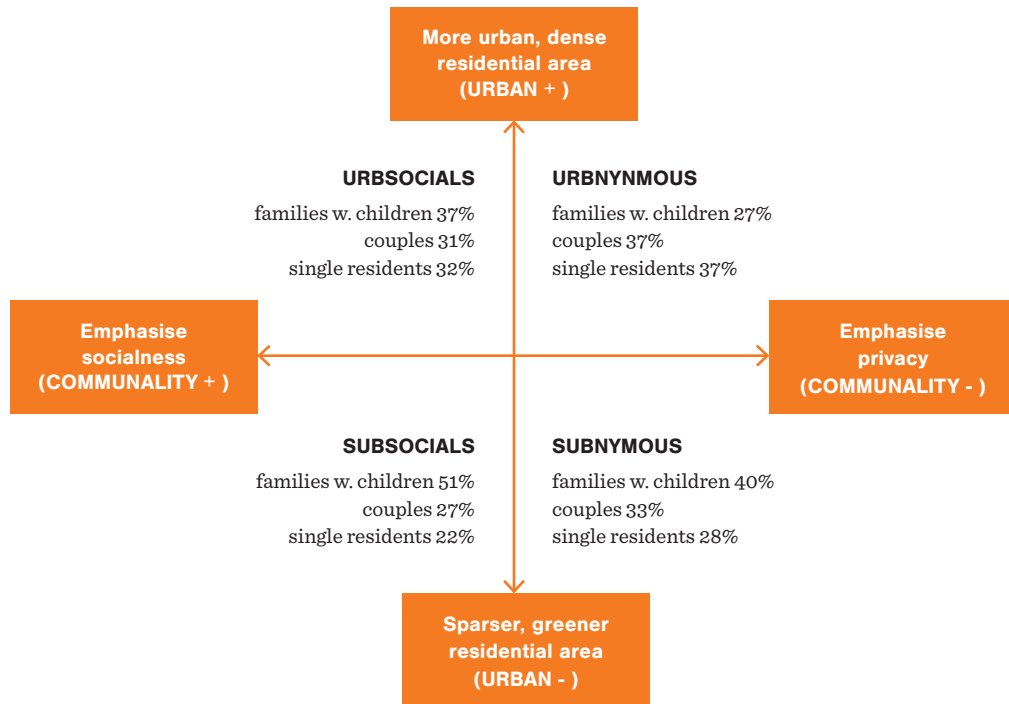 More urban, dense
residential area
(URBAN + )
URBSOCIALS
families w. children 37%
couples 31%
single residents 32%
URBNYNMOUS
families w. children 27%
couples 37%
single residents 37%
Emphasise
socialness
(COMMUNALITY + )
Emphasise
privacy
(COMMUNALITY - )
SUBSOCIALS
families w. children 51%
couples 27%
single residents 22%
SUBNYMOUS
families w. children 40%
couples 33%
single residents 28%
Sparser, greener
residential area
(URBAN - )